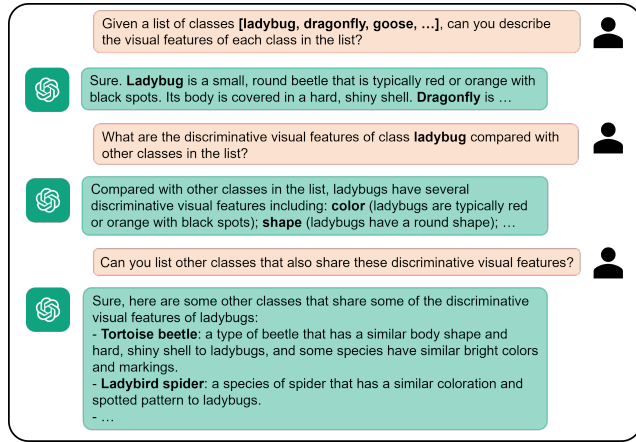 Given a list of classes [ladybug, dragonfly, goose, …], can you describe
the visual features of each class in the list?
Sure. Ladybug is a small, round beetle that is typically red or orange with
black spots. Its body is covered in a hard, shiny shell. Dragonfly is …
What are the discriminative visual features of class ladybug compared with
other classes in the list?
Compared with other classes in the list, ladybugs have several
discriminative visual features including: color (ladybugs are typically red
or orange with black spots); shape (ladybugs have a round shape); …
Can you list other classes that also share these discriminative visual features?
Sure, here are some other classes that share some of the discriminative
visual features of ladybugs:
- Tortoise beetle: a type of beetle that has a similar body shape and
hard, shiny shell to ladybugs, and some species have similar bright colors
and markings.
- Ladybird spider: a species of spider that has a similar coloration and
spotted pattern to ladybugs.
- …